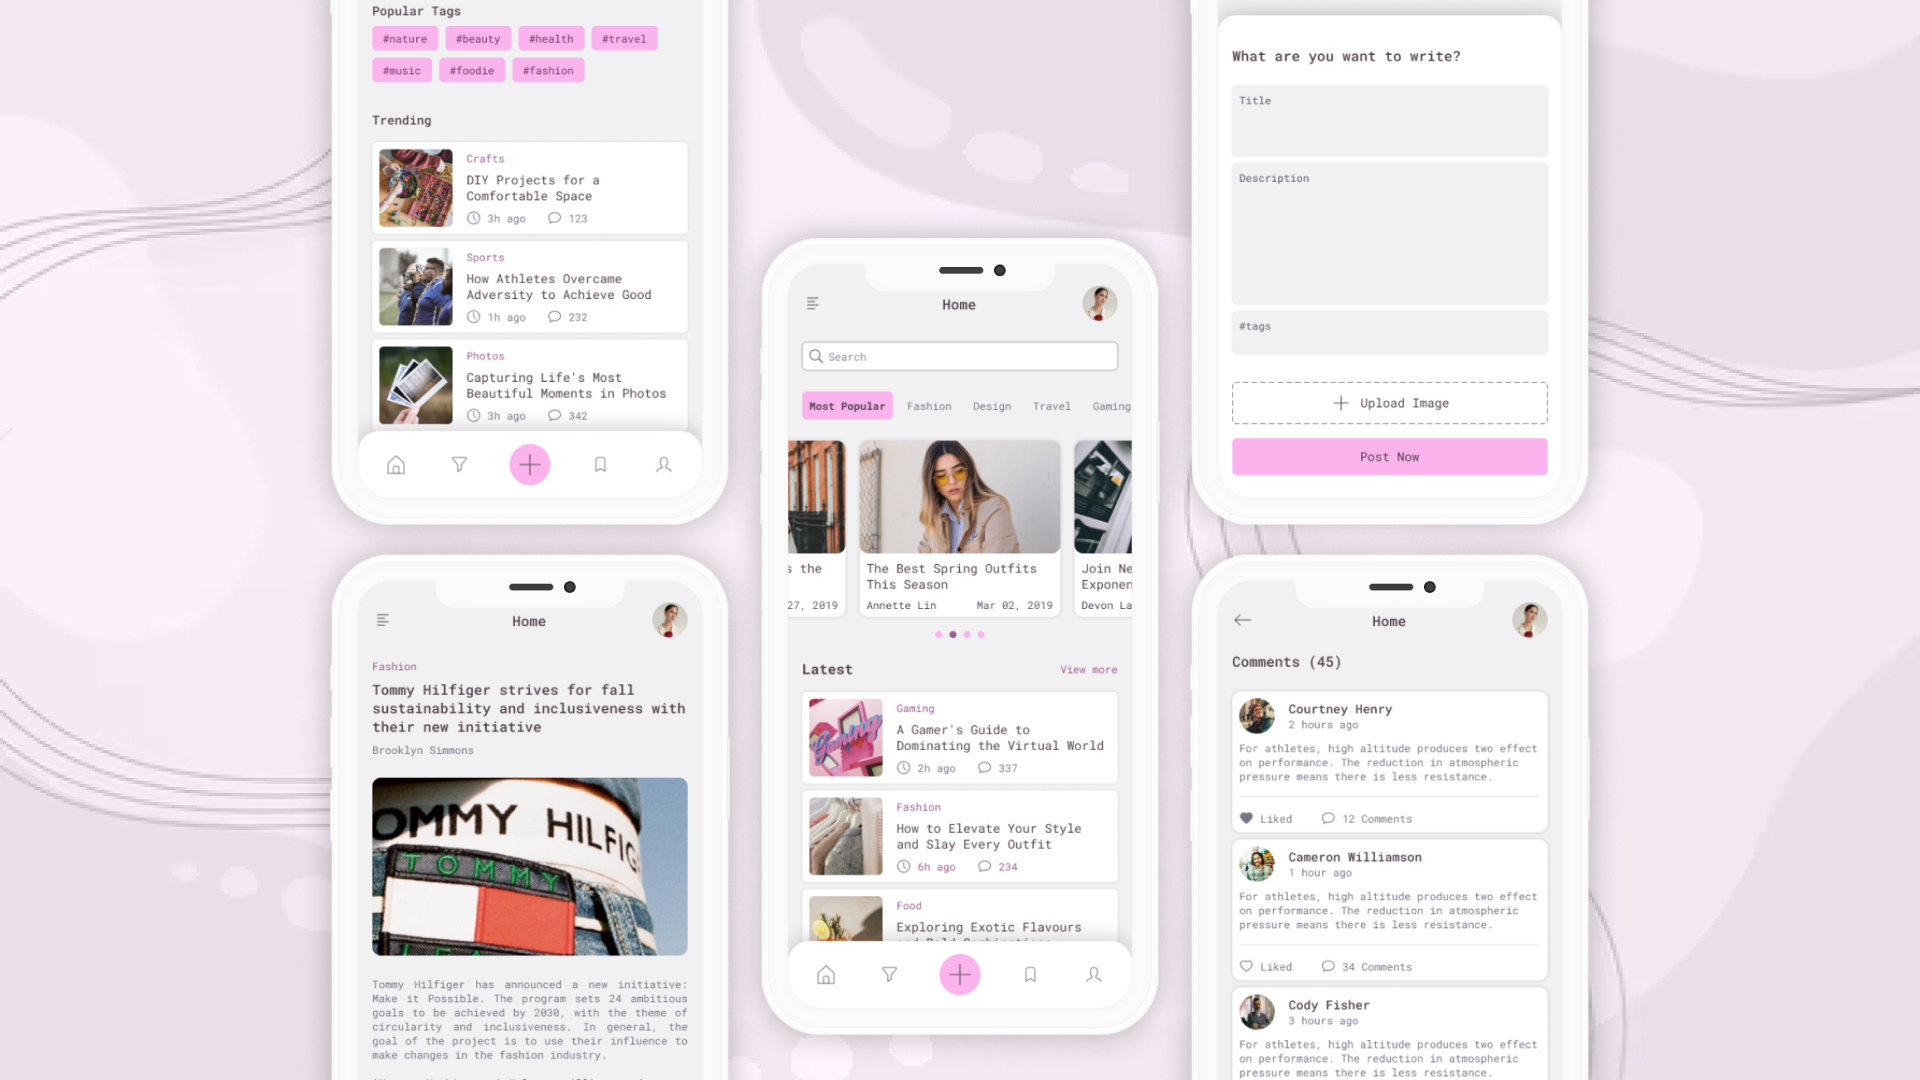 Popular Tags
#nature
#beauty
#health
#travel
#music
#foodie
#fashion
Trending
Crafts
DIY Projects for a
Comfortable Space
3h ago
123
Sports
How Athletes Overcame
Adversity to Achieve Good
1h ago
232
Photos
Capturing Life's Most
Beautiful Moments in Photos
3h ago
342
Home
Fashion
Tommy Hilfiger strives for fall
sustainability and inclusiveness with
their new initiative
Brooklyn Simmons
OMMY HILFIG
TOMMY
Tommy Hilfiger has announced a new initiative:
Make it Possible. The program sets 24 ambitious
goals to be achieved by 2030, with the theme of
circularity and inclusiveness. In general, the
goal of the project is to use their influence to
make changes in the fashion industry.
Home
Search
Most Popular
Fashion
Design
Travel
Gaming
s the
27, 2019
The Best Spring Outfits
This Season
Annette Lin
Mar 02, 2019
Join Ne
Exponen
Devon La
Latest
View more
Gaming
Gaming
A Gamer's Guide to
Dominating the Virtual World
2h ago
337
Fashion
How to Elevate Your Style
and Slay Every Outfit
6h ago
234
Food
Exploring Exotic Flavours
What are you want to write?
Title
Description
#tags
Upload Image
Post Now
Home
Comments (45)
Courtney Henry
2 hours ago
For athletes, high altitude produces two effect
on performance. The reduction in atmospheric
pressure means there is less resistance.
Liked
12 Comments
Cameron Williamson
1 hour ago
For athletes, high altitude produces two effect
on performance. The reduction in atmospheric
pressure means there is less resistance.
Liked
34 Comments
Cody Fisher
3 hours ago
For athletes, high altitude produces two effect
on performance. The reduction in atmospheric
pressure means there is less resistance.